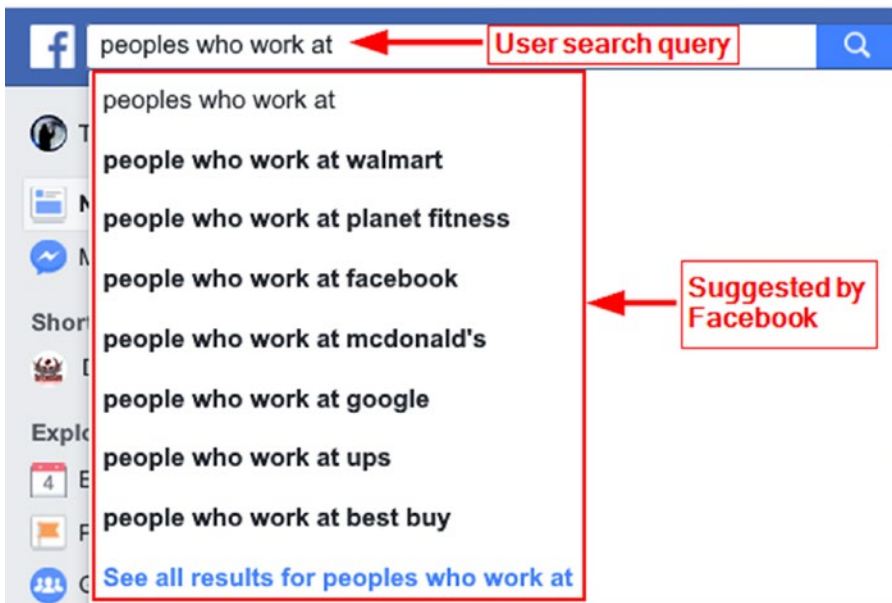 f
peoples who work at
User search query
peoples who work at
people who work at walmart
people who work at planet fitness
people who work at facebook
people who work at mcdonald's
people who work at google
people who work at ups
people who work at best buy
See all results for peoples who work at
Suggested by
Facebook
T
N
M
Short
D
Explo
4
E
P
G